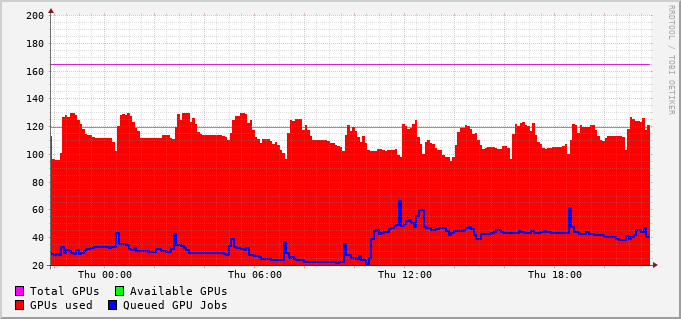 RRDTOOL / TOBI OETIKER
200
180
160
140
120
100
80
60
40
20
Thu 00:00 Thu 06:00 Thu 12:00 Thu 18:00
Total GPUs Available GPUs
GPUs used Queued GPU Jobs